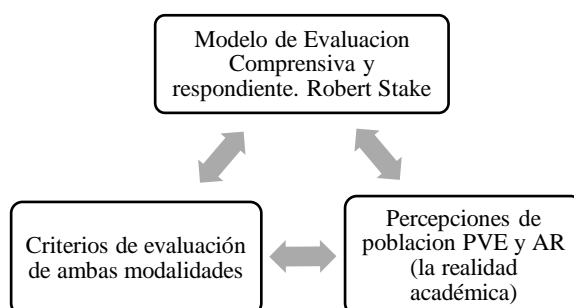 Modelo de Evaluacion
Comprensiva y
respondiente. Robert Stake
Criterios de evaluación
de ambas modalidades
Percepciones de
poblacion PVE y AR
(la realidad
académica)